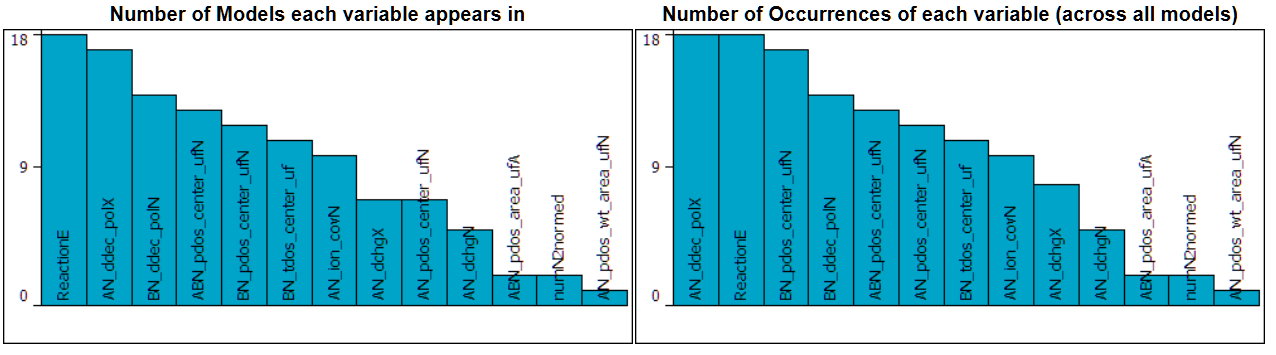 Number of Models each variable appears in
18
9
0
ReactionE
AN_ddec_polX
BN_ddec_polN
ABN_pdos_center_ufN
BN_pdos_center_ufN
BN_tdos_center_uf
AN_ion_covN
AN_dchgX
AN_pdos_center_ufN
AN_dchgN
ABN_pdos_area_ufA
numN2normed
AN_pdos_wt_area_ufN
Number of Occurrences of each variable (across all models)
18
9
0
AN_ddec_polX
ReactionE
BN_pdos_center_ufN
BN_ddec_polN
ABN_pdos_center_ufN
AN_pdos_center_ufN
BN_tdos_center_uf
AN_ion_covN
AN_dchgX
AN_dchgN
ABN_pdos_area_ufA
numN2normed
AN_pdos_wt_area_ufN